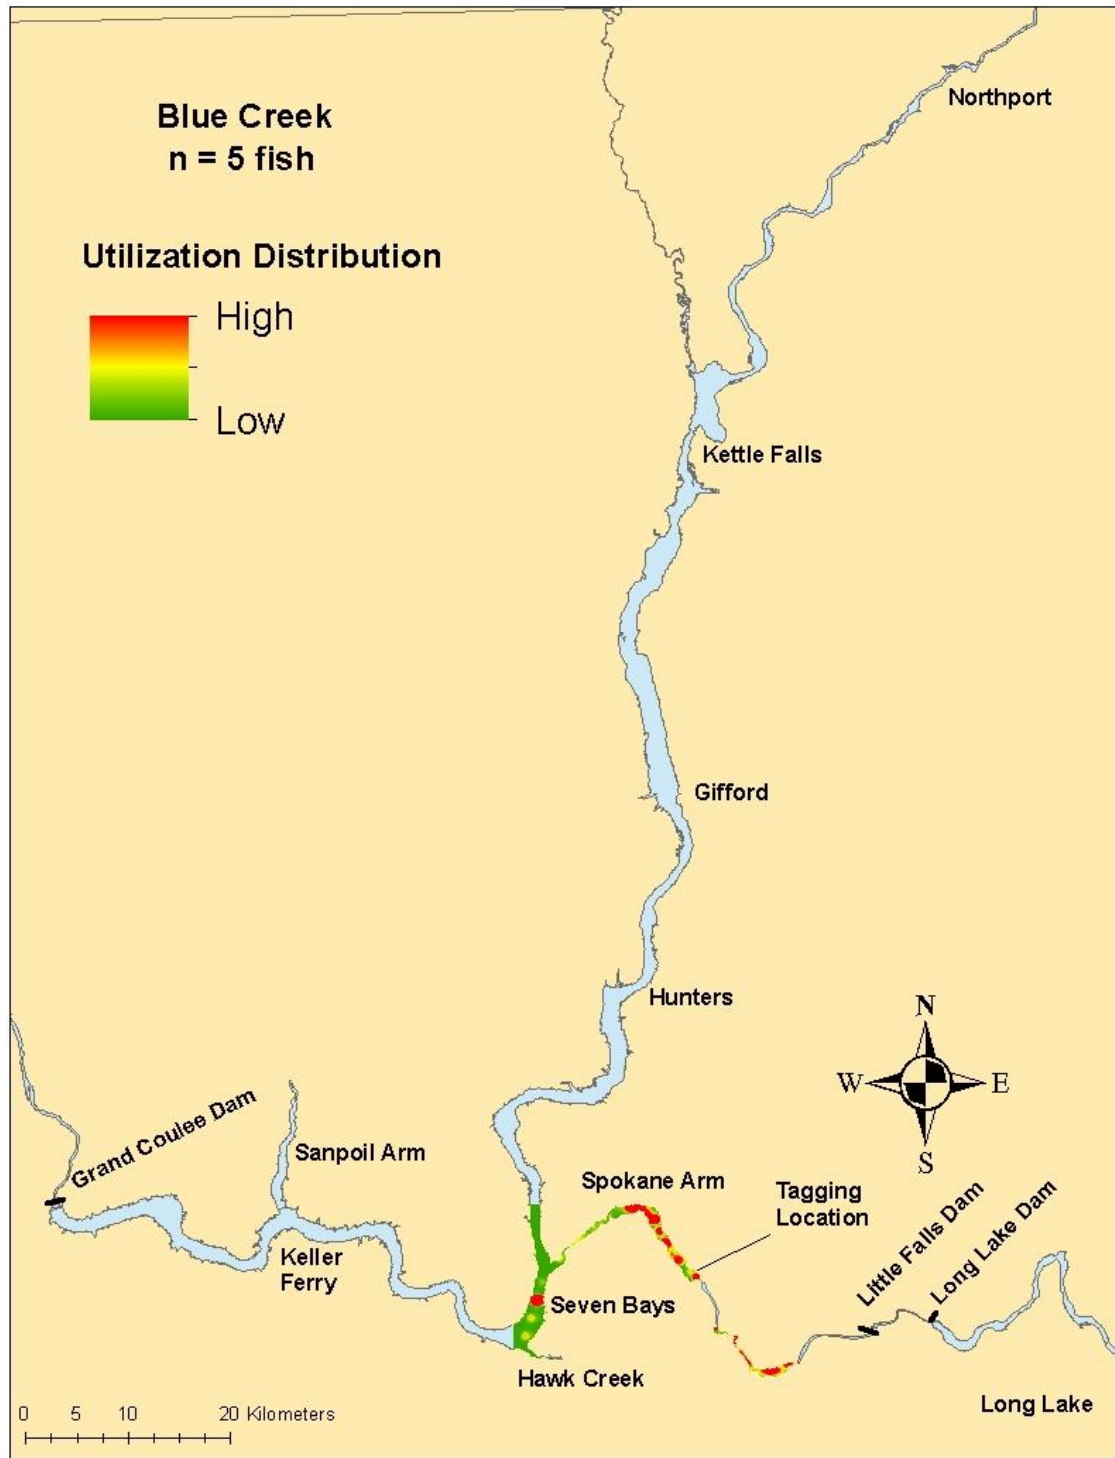 Northport
Blue Creek
n = 5 fish
Utilization Distribution
High
Low
Kettle Falls
Gifford
Hunters
N
W
E
S
Grand Coulee Dam
Sanpoil Arm
Spokane Arm
Tagging
Location
Little Falls Dam
Long Lake Dam
Keller
Ferry
Seven Bays
Hawk Creek
Long Lake
0 5 10 20 Kilometers